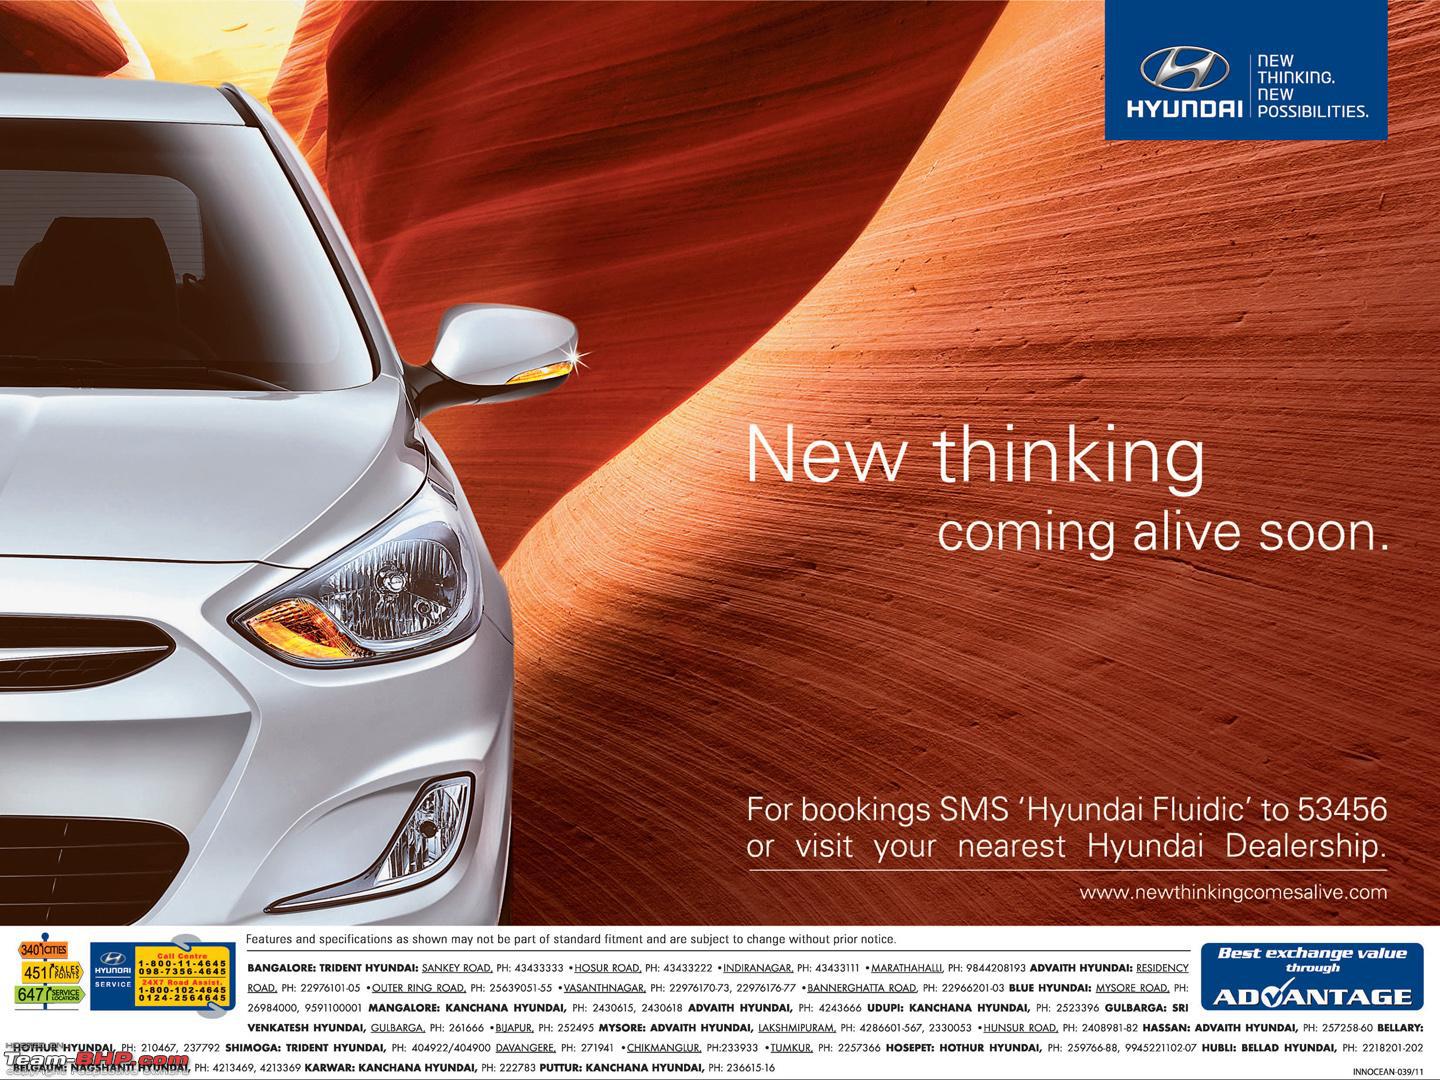 HYUNDAI
NEW
THINKING.
NEW
POSSIBILITIES.
New thinking
coming alive soon.
For bookings SMS ‘Hyundai Fluidic’ to 53456
or visit your nearest Hyundai Dealership.
www.newthinkingcomesalive.com
340 CITIES
451 SALES POINTS
647 SERVICE LOCATIONS
HYUNDAI
SERVICE
Call Centre
1-800-11-4645
098-7356-4645
24X7 Road Assist.
1-800-102-4645
0124-2564645
Features and specifications as shown may not be part of standard fitment and are subject to change without prior notice.
BANGALORE: TRIDENT HYUNDAI: SANKEY ROAD, PH: 43433333 •HOSUR ROAD, PH: 43433222 •INDIRANAGAR, PH: 43433111 •MARATHAHALLI, PH: 9844208193 ADVAITH HYUNDAI: RESIDENCY
ROAD, PH: 22976101-05 •OUTER RING ROAD, PH: 25639051-55 •VASANTHNAGAR, PH: 22976170-73, 22976176-77 •BANNERGHATTA ROAD, PH: 22966201-03 BLUE HYUNDAI: MYSORE ROAD, PH:
26984000, 9591100001 MANGALORE: KANCHANA HYUNDAI, PH: 2430615, 2430618 ADVAITH HYUNDAI, PH: 4243666 UDUPI: KANCHANA HYUNDAI, PH: 2523396 GULBARGA: SRI
VENKATESH HYUNDAI, GULBARGA, PH: 261666 •BIJAPUR, PH: 252495 MYSORE: ADVAITH HYUNDAI, LAKSHMIPURAM, PH: 4286601-567, 2330053 •HUNSUR ROAD, PH: 2408981-82 HASSAN: ADVAITH HYUNDAI, PH: 257258-60 BELLARY:
HOTHUR HYUNDAI, PH: 210467, 237792 SHIMOGA: TRIDENT HYUNDAI, PH: 404922/404900 DAVANGERE, PH: 271941 •CHIKMANGLUR, PH:233933 •TUMKUR, PH: 2257366 HOSEPET: HOTHUR HYUNDAI, PH: 259766-88, 9945221102-07 HUBLI: BELLAD HYUNDAI, PH: 2218201-202
BELGAUM: NAGSHANTI HYUNDAI, PH: 4213469, 4213369 KARWAR: KANCHANA HYUNDAI, PH: 222783 PUTTUR: KANCHANA HYUNDAI, PH: 236615-16
Best exchange value
through
ADVANTAGE
INNOCEAN-039/11
Team-BHP.com
copyright respective owners